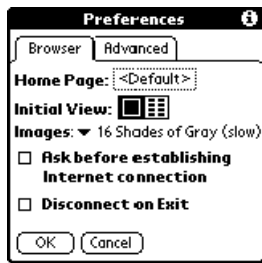 Preferences i
Browser Advanced
Home Page: <Default>
Initial View:
Images: 16 Shades of Gray (slow)
Ask before establishing
Internet connection
Disconnect on Exit
OK Cancel